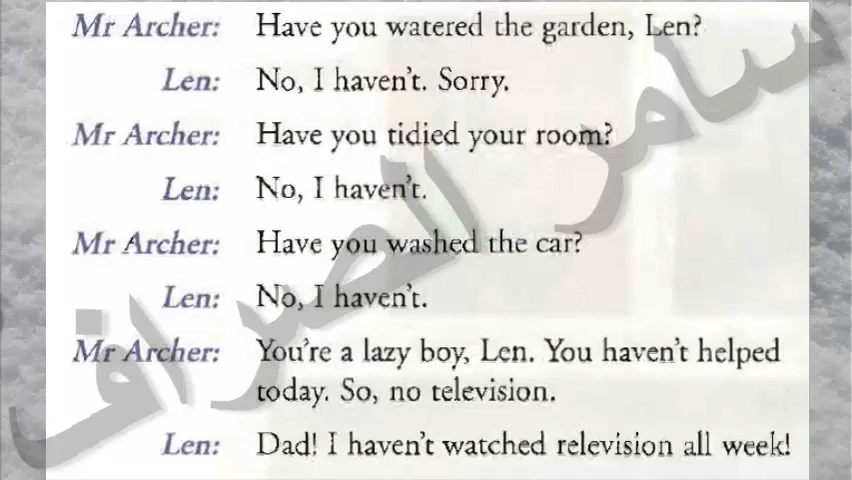 Mr Archer: Have you watered the garden, Len?
Len: No, I haven't. Sorry.
Mr Archer: Have you tidied your room?
Len: No, I haven't.
Mr Archer: Have you washed the car?
Len: No, I haven't.
Mr Archer: You're a lazy boy, Len. You haven't helped
today. So, no television.
Len: Dad! I haven't watched relevision all week!
سامر الصراف